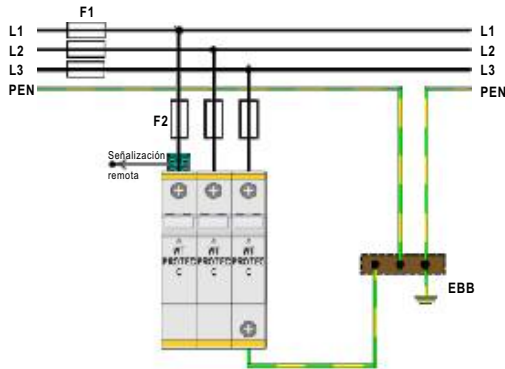 F1
L1 L1
L2 L2
L3 L3
PEN PEN
F2
Señalización
remota
C C C
EBB